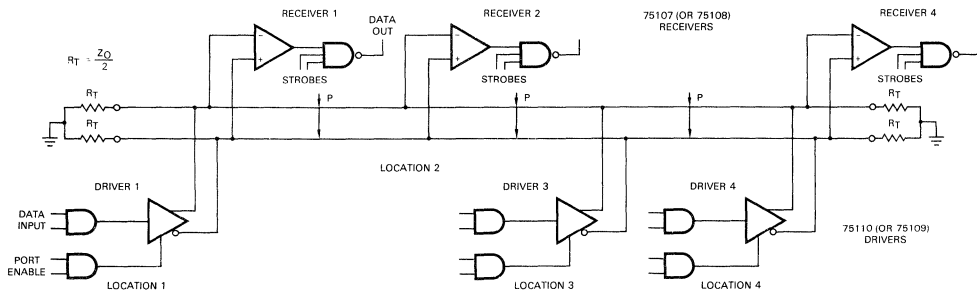 RECEIVER 1
DATA
OUT
RECEIVER 2
75107 (OR 75108)
RECEIVERS
RECEIVER 4
R_T = Z_O / 2
STROBES
STROBES
STROBES
R_T
P
P
P
R_T
R_T
R_T
LOCATION 2
DRIVER 1
DRIVER 3
DRIVER 4
DATA
INPUT
75110 (OR 75109)
DRIVERS
PORT
ENABLE
LOCATION 1
LOCATION 3
LOCATION 4